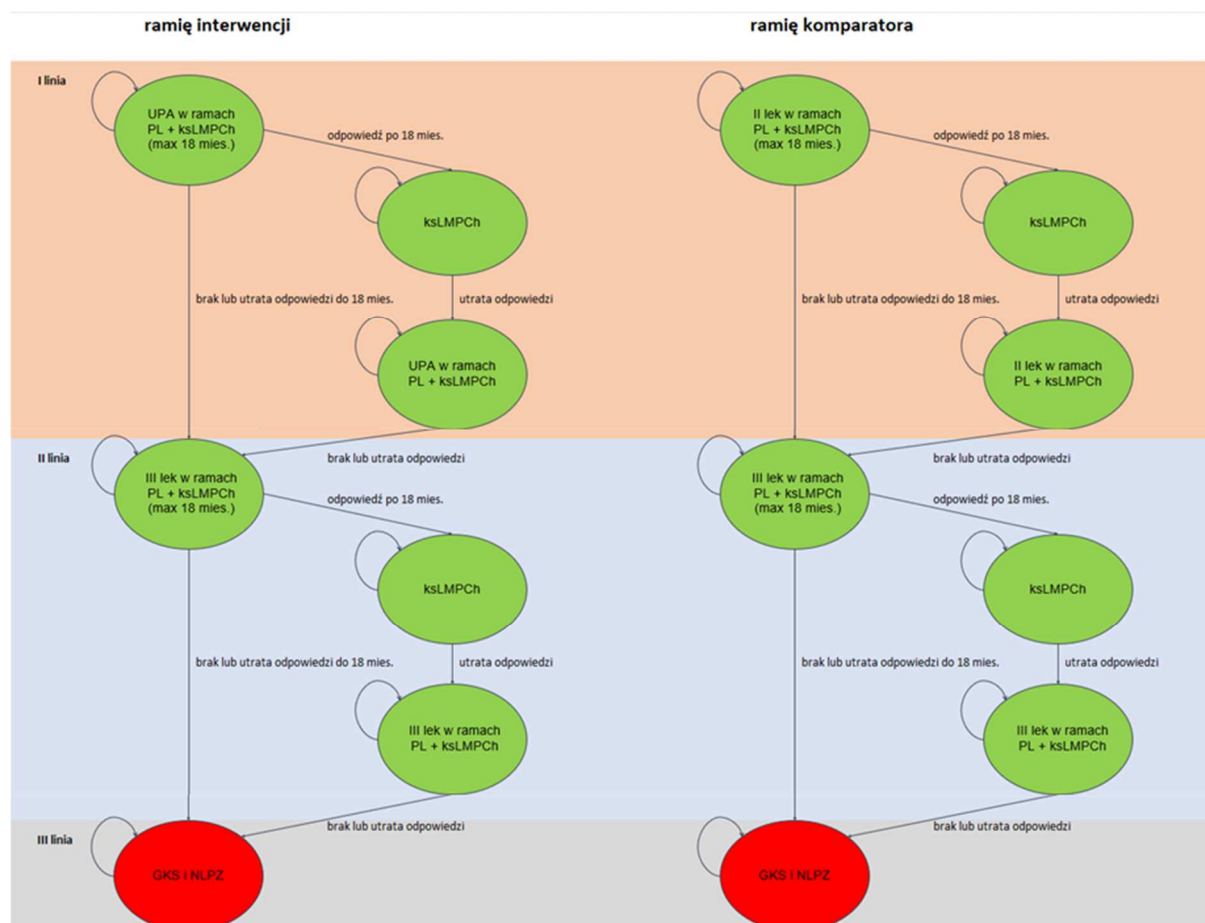 ramię interwencji
ramię komparatora
I linia
UPA w ramach
PL + ksLMPCh
(max 18 mies.)
odpowiedź po 18 mies.
ksLMPCh
brak lub utrata odpowiedzi do 18 mies.
utrata odpowiedzi
UPA w ramach
PL + ksLMPCh
brak lub utrata odpowiedzi
II lek w ramach
PL + ksLMPCh
(max 18 mies.)
odpowiedź po 18 mies.
ksLMPCh
brak lub utrata odpowiedzi do 18 mies.
utrata odpowiedzi
II lek w ramach
PL + ksLMPCh
brak lub utrata odpowiedzi
II linia
III lek w ramach
PL + ksLMPCh
(max 18 mies.)
odpowiedź po 18 mies.
ksLMPCh
brak lub utrata odpowiedzi do 18 mies.
utrata odpowiedzi
III lek w ramach
PL + ksLMPCh
brak lub utrata odpowiedzi
III lek w ramach
PL + ksLMPCh
(max 18 mies.)
odpowiedź po 18 mies.
ksLMPCh
brak lub utrata odpowiedzi do 18 mies.
utrata odpowiedzi
III lek w ramach
PL + ksLMPCh
brak lub utrata odpowiedzi
III linia
GKS i NLPZ
GKS i NLPZ